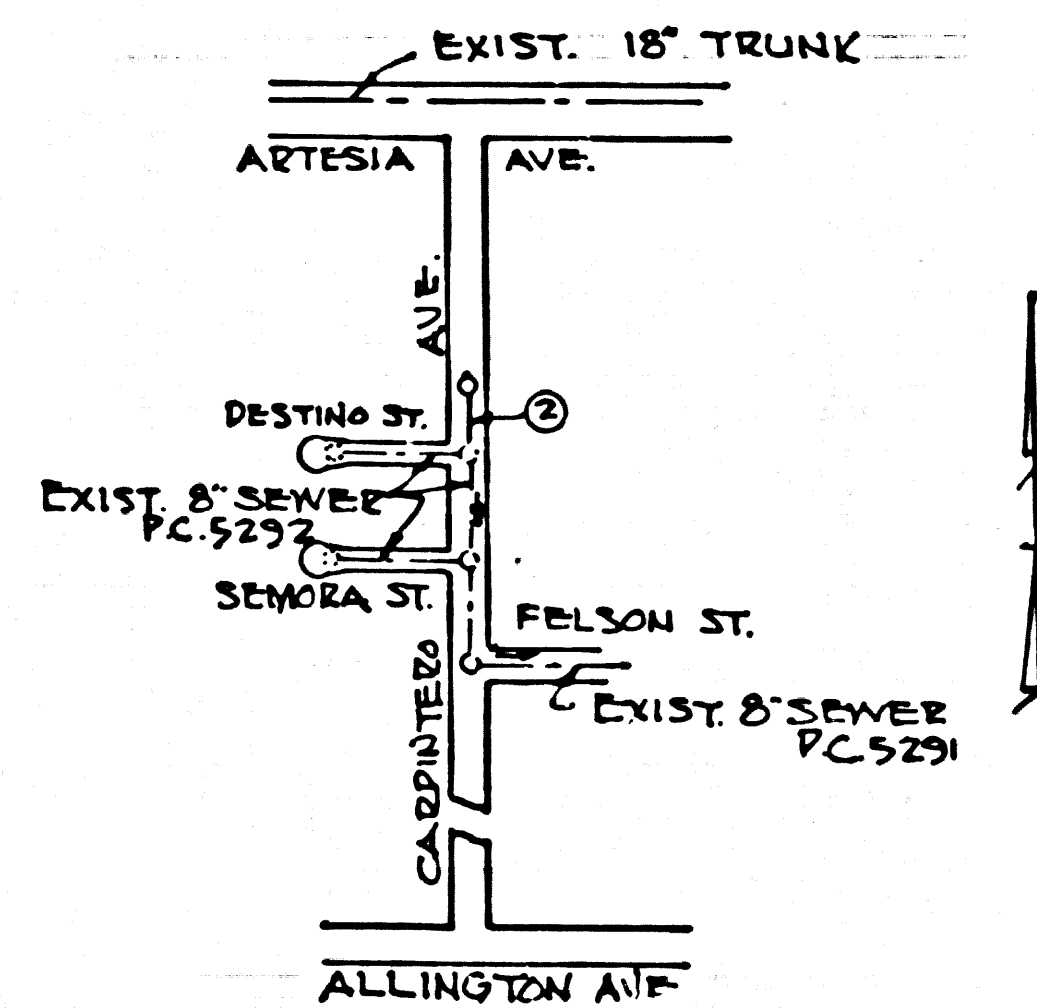 EXIST. 18" TRUNK
ARTESIA AVE.
AVE.
DESTINO ST.
2
EXIST. 8" SEWER
P.C. 5292
SEMORA ST.
FELSON ST.
EXIST. 8" SEWER
P.C. 5291
CARPINTERO
ALLINGTON AVE